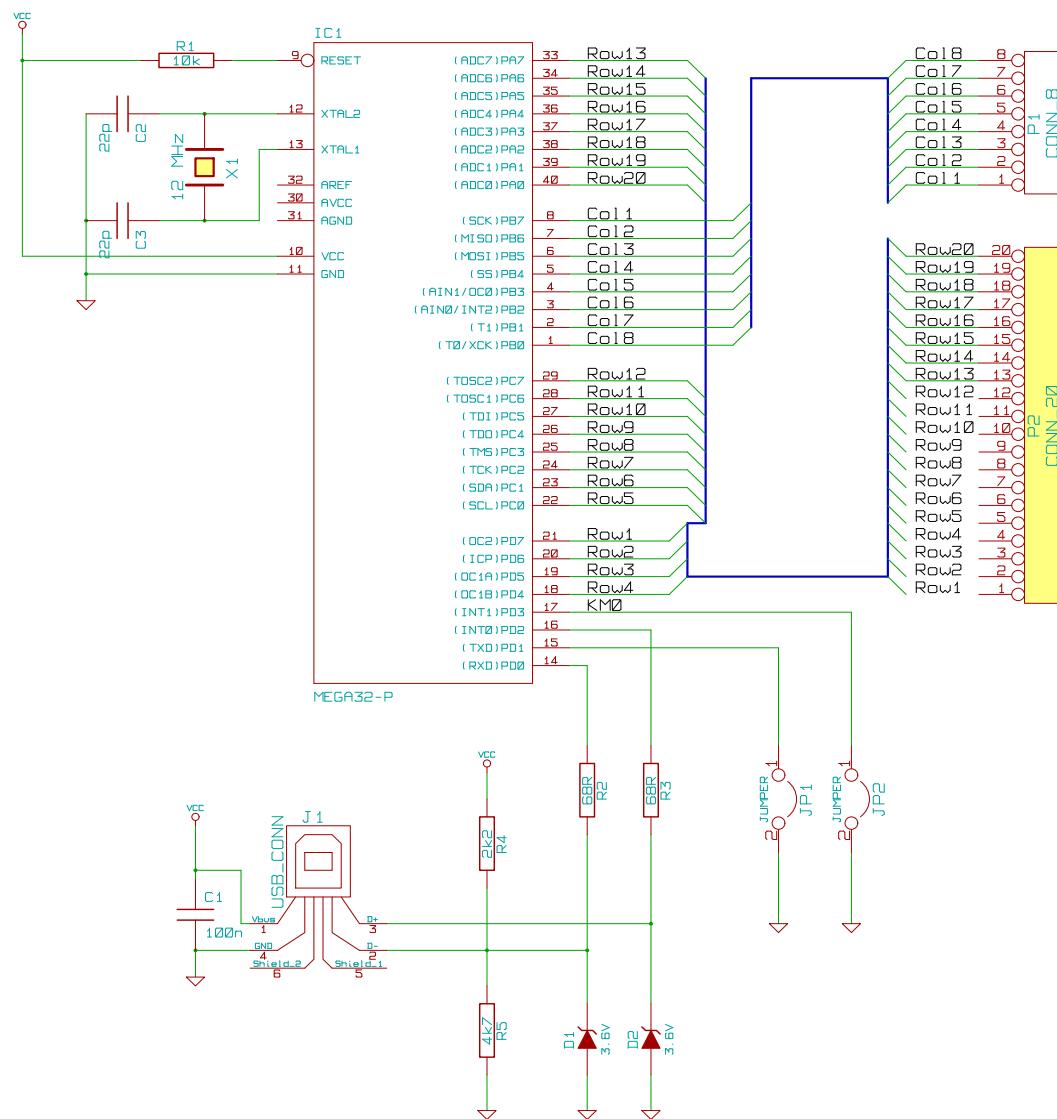 VCC
R1
10k
22p
C2
12 MHz
X1
22p
C3
IC1
9 RESET
12 XTAL2
13 XTAL1
32 AREF
30 AVCC
31 AGND
10 VCC
11 GND
(ADC7)PA7 33 Row13
(ADC6)PA6 34 Row14
(ADC5)PA5 35 Row15
(ADC4)PA4 36 Row16
(ADC3)PA3 37 Row17
(ADC2)PA2 38 Row18
(ADC1)PA1 39 Row19
(ADC0)PA0 40 Row20
(SCK)PB7 8 Col1
(MISO)PB6 7 Col2
(MOSI)PB5 6 Col3
(SS)PB4 5 Col4
(AIN1/OC0)PB3 4 Col5
(AIN0/INT2)PB2 3 Col6
(T1)PB1 2 Col7
(T0/XCK)PB0 1 Col8
(TOSC2)PC7 29 Row12
(TOSC1)PC6 28 Row11
(TDI)PC5 27 Row10
(TDO)PC4 26 Row9
(TMS)PC3 25 Row8
(TCK)PC2 24 Row7
(SDA)PC1 23 Row6
(SCL)PC0 22 Row5
(OC2)PD7 21 Row1
(ICP)PD6 20 Row2
(OC1A)PD5 19 Row3
(OC1B)PD4 18 Row4
(INT1)PD3 17 KM0
(INT0)PD2 16
(TXD)PD1 15
(RXD)PD0 14
MEGA32-P
Col8 8
Col7 7
Col6 6
Col5 5
Col4 4
Col3 3
Col2 2
Col1 1
P1
CONN_8
Row20 20
Row19 19
Row18 18
Row17 17
Row16 16
Row15 15
Row14 14
Row13 13
Row12 12
Row11 11
Row10 10
Row9 9
Row8 8
Row7 7
Row6 6
Row5 5
Row4 4
Row3 3
Row2 2
Row1 1
P2
CONN_20
VCC
C1
100n
J1
USB_CONN
Vbus 1
GND 4
Shield_2 6
D+ 3
D- 2
Shield_1 5
VCC
2k2 R4
4k7 R5
68R R2
68R R3
D1 3.6V
D2 3.6V
1 JUMPER 2 JP1
1 JUMPER 2 JP2